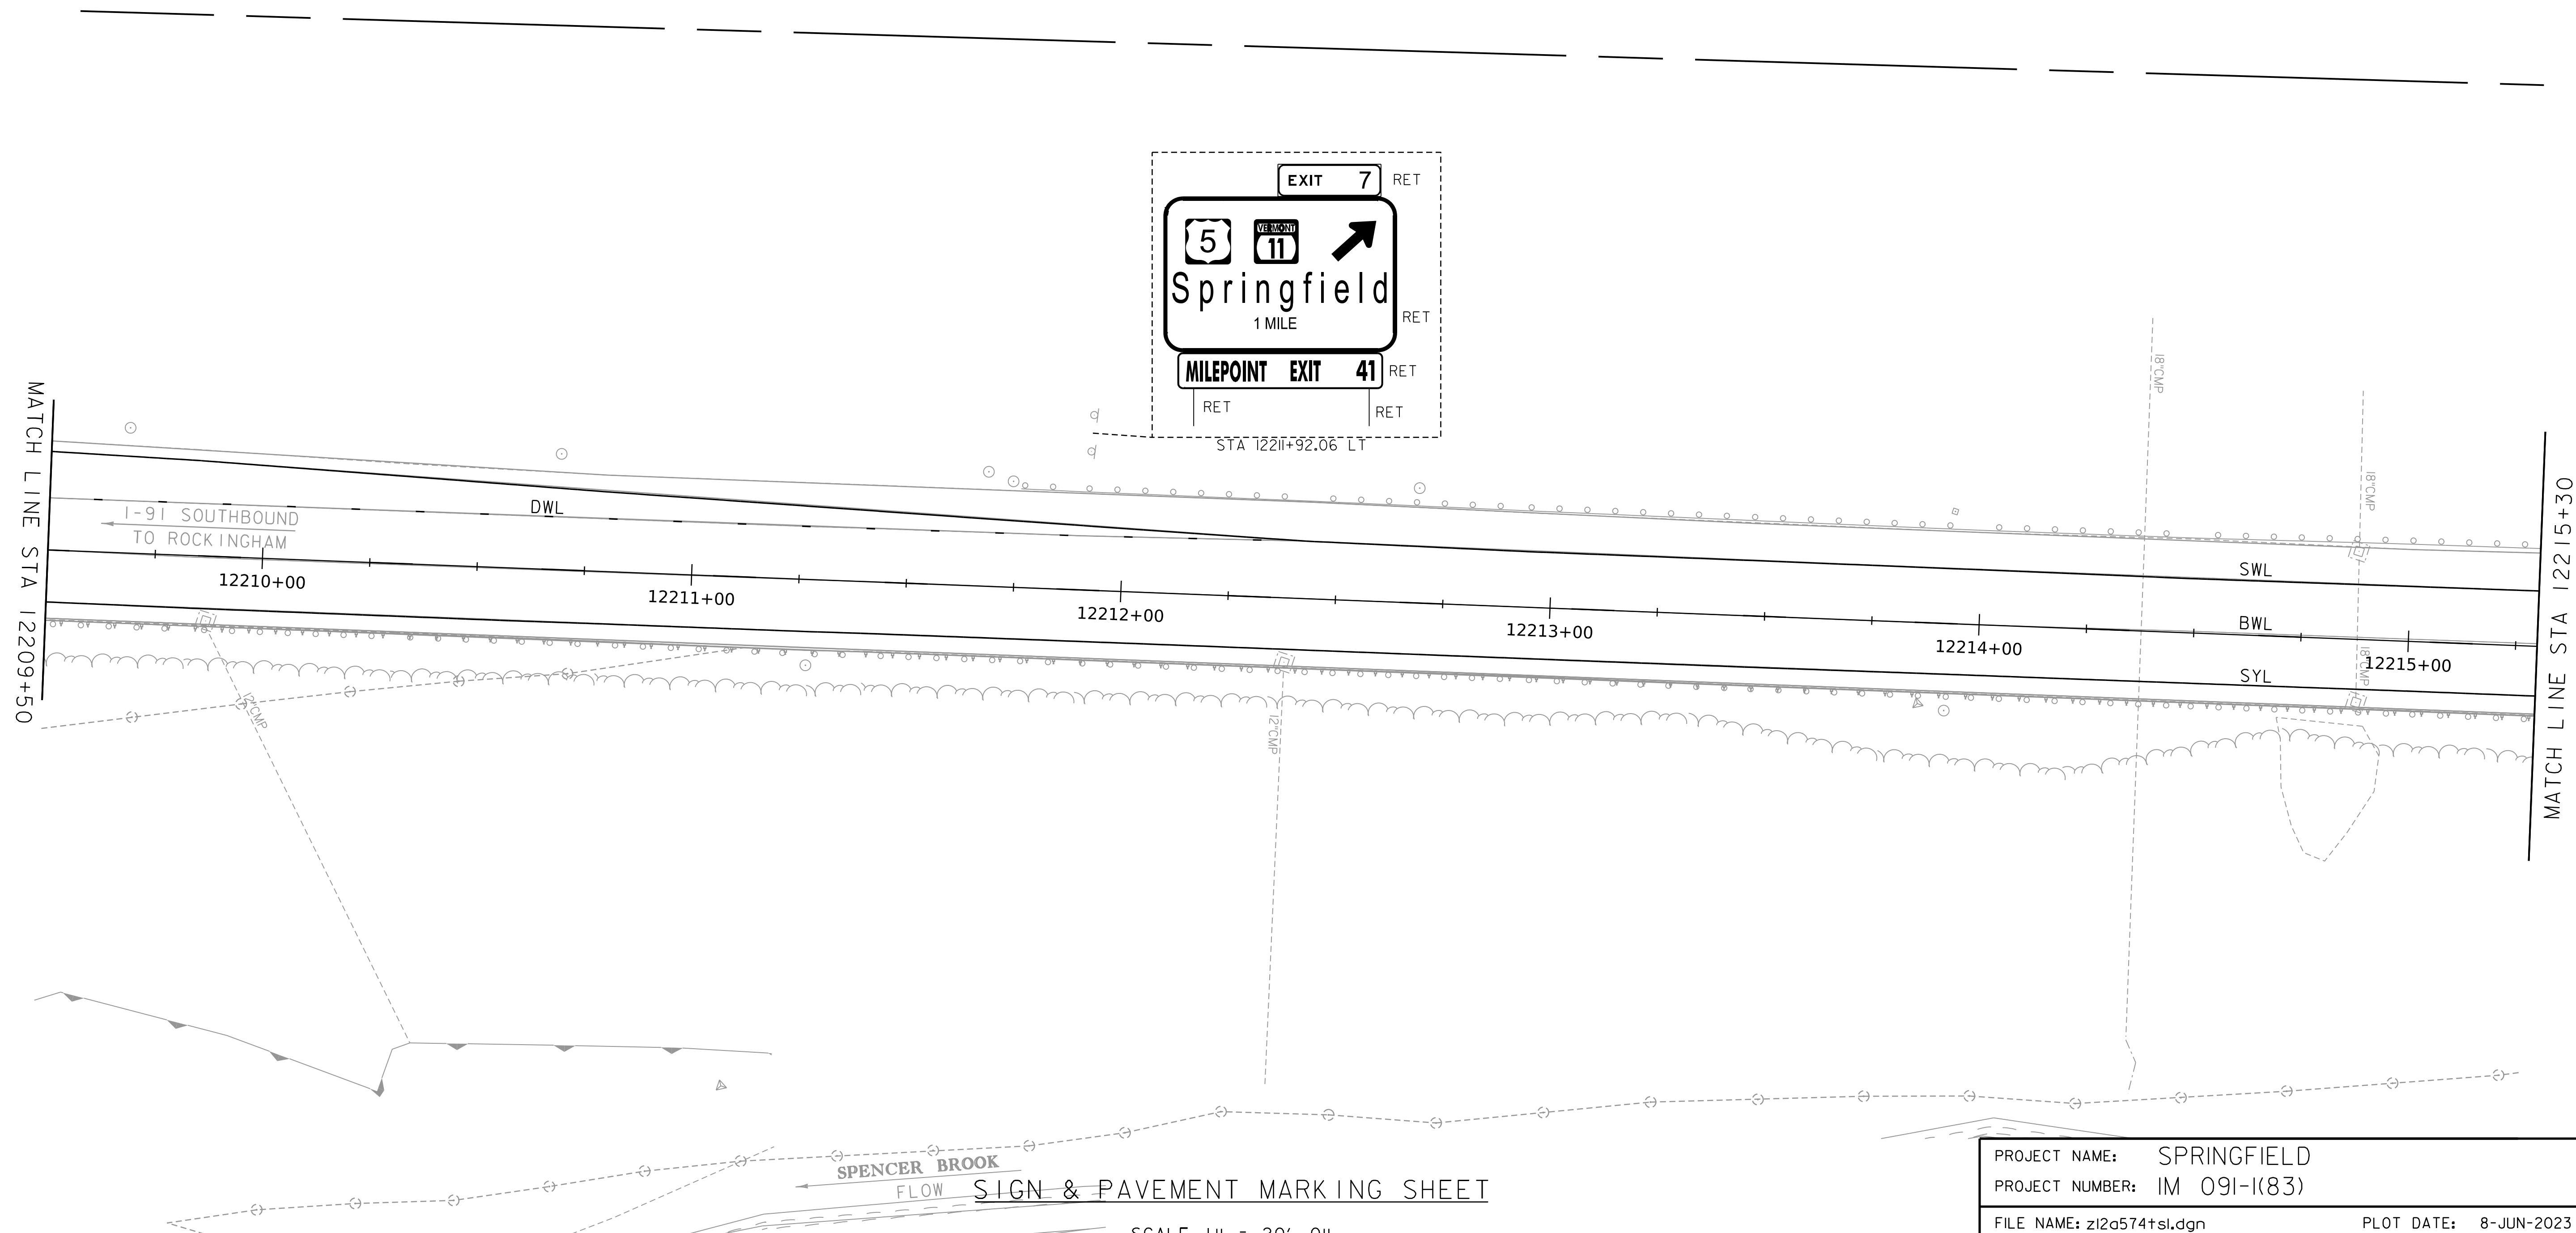 EXIT 7 RET
5 VERMONT 11
Springfield
1 MILE
RET
MILEPOINT EXIT 41 RET
RET RET
STA 12211+92.06 LT
MATCH LINE STA 12209+50
MATCH LINE STA 12215+30
I-91 SOUTHBOUND
TO ROCKINGHAM
DWL
SWL
BWL
SYL
12210+00
12211+00
12212+00
12213+00
12214+00
12215+00
18"CMP
18"CMP
18"CMP
12"CMP
12"CMP
SPENCER BROOK
FLOW
SIGN & PAVEMENT MARKING SHEET
PROJECT NAME: SPRINGFIELD
PROJECT NUMBER: IM 091-1(83)
FILE NAME: z12a574ts1.dgn PLOT DATE: 8-JUN-2023